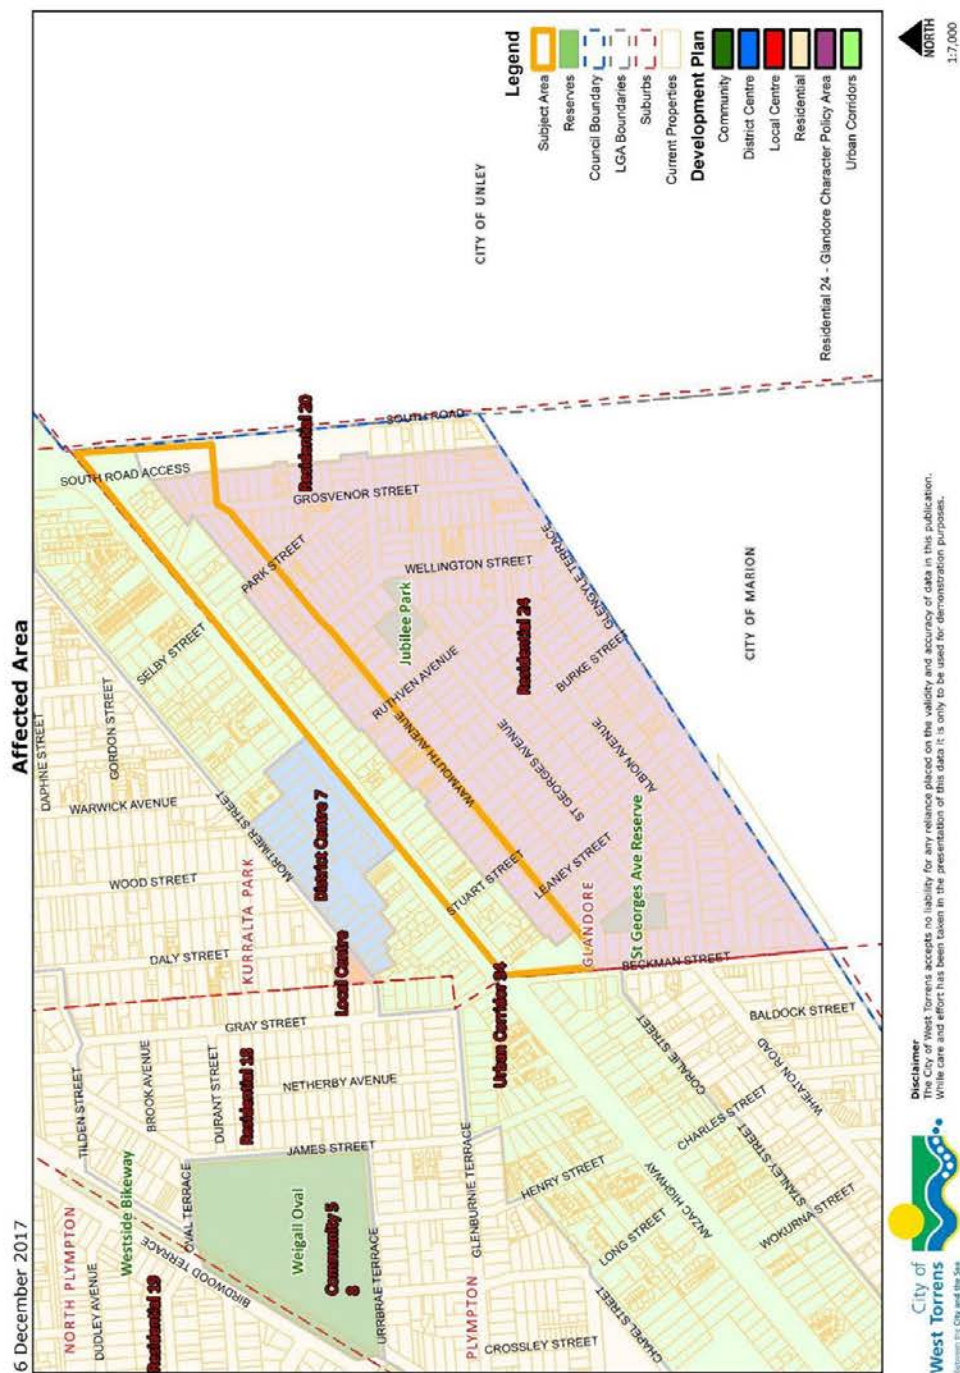 6 December 2017
Affected Area
NORTH PLYMPTON
DUDLEY AVENUE
Residential 19
Westside Bikeway
TILDEN STREET
BROOK AVENUE
DURANT STREET
Residential 18
GRAY STREET
NETHERBY AVENUE
JAMES STREET
OVAL TERRACE
BIRDWOOD TERRACE
Weigall Oval
Community 5
URRBRAE TERRACE
PLYMPTON
GLENBURNIE TERRACE
CROSSLEY STREET
CHAPEL STREET
LONG STREET
HENRY STREET
ANZAC HIGHWAY
WOKURNA STREET
STANLEY STREET
CHARLES STREET
CORALIE STREET
WHEATON ROAD
BALDOCK STREET
BECKMAN STREET
Urban Corridor 34
Local Centre
DAPHNE STREET
GORDON STREET
WARWICK AVENUE
WOOD STREET
DALY STREET
KURRALTA PARK
MORTIMER STREET
SELBY STREET
District Centre 7
STUART STREET
LEANEY STREET
GLANDORE
St Georges Ave Reserve
WAYMOUTH AVENUE
RUTHVEN AVENUE
ST GEORGES AVENUE
ALBION AVENUE
BURKE STREET
Residential 24
Jubilee Park
WELLINGTON STREET
PARK STREET
GROSVENOR STREET
GLENGYLE TERRACE
SOUTH ROAD ACCESS
Residential 20
SOUTH ROAD
CITY OF UNLEY
CITY OF MARION
Legend
Subject Area
Reserves
Council Boundary
LGA Boundaries
Suburbs
Current Properties
Development Plan
Community
District Centre
Local Centre
Residential
Residential 24 - Glandore Character Policy Area
Urban Corridors
City of
West Torrens
Between the City and the Sea
Disclaimer
The City of West Torrens accepts no liability for any reliance placed on the validity and accuracy of data in this publication.
While care and effort has been taken in the presentation of this data it is only to be used for demonstration purposes.
NORTH
1:7,000